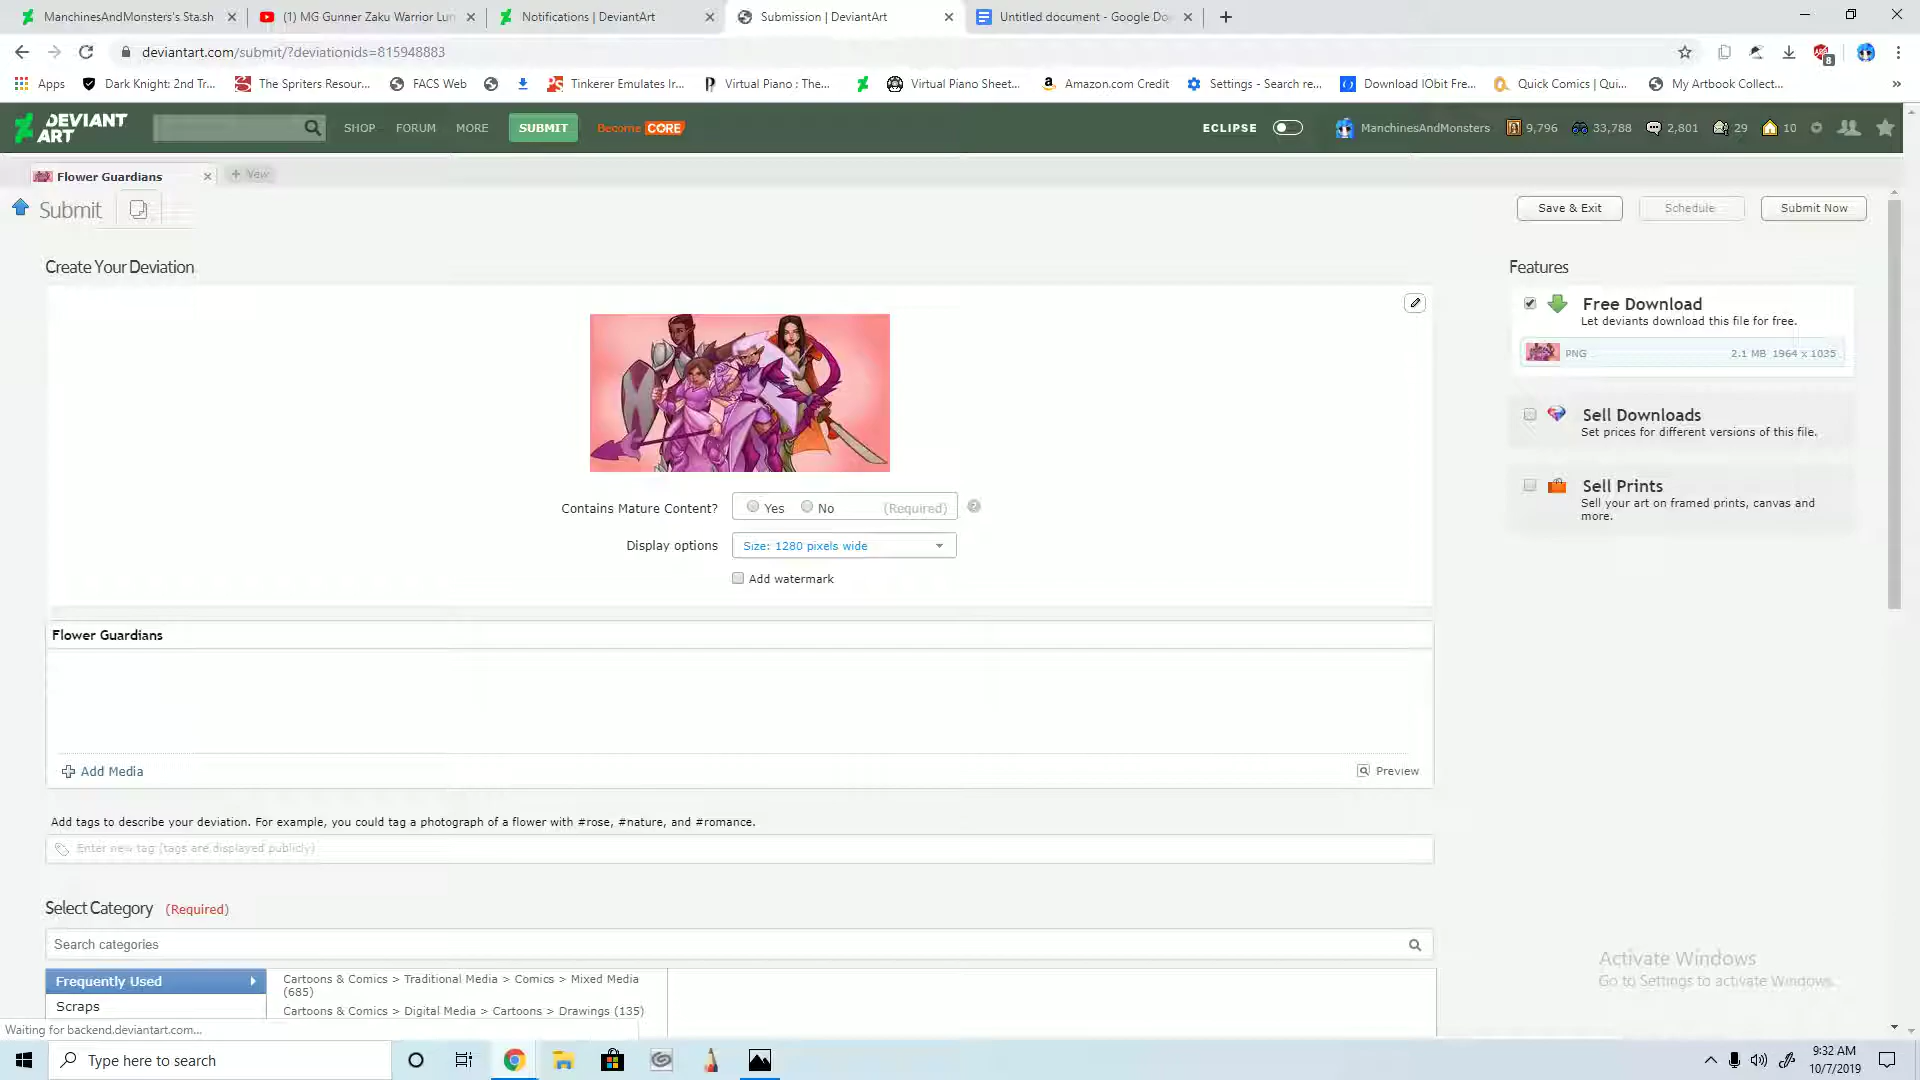 ManchinesAndMonsters's Sta.sh
(1) MG Gunner Zaku Warrior Lun
Notifications | DeviantArt
Submission | DeviantArt
Untitled document - Google Do
deviantart.com/submit/?deviationids=815948883
8
Apps
Dark Knight: 2nd Tr...
The Spriters Resour...
FACS Web
Tinkerer Emulates Ir...
Virtual Piano : The...
Virtual Piano Sheet...
Amazon.com Credit
Settings - Search re...
Download IObit Fre...
Quick Comics | Qui...
My Artbook Collect...
»
DEVIANT ART
SHOP
FORUM
MORE
SUBMIT
Become CORE
ECLIPSE
ManchinesAndMonsters
9,796
33,788
2,801
29
10
Flower Guardians
+ New
Submit
Save & Exit
Schedule
Submit Now
Create Your Deviation
Features
Free Download
Let deviants download this file for free.
PNG
2.1 MB 1964 x 1035
Sell Downloads
Set prices for different versions of this file.
Sell Prints
Sell your art on framed prints, canvas and
more.
Contains Mature Content?
Yes
No
(Required)
?
Display options
Size: 1280 pixels wide
Add watermark
Flower Guardians
Add Media
Preview
Add tags to describe your deviation. For example, you could tag a photograph of a flower with #rose, #nature, and #romance.
Enter new tag (tags are displayed publicly)
Select Category (Required)
Search categories
Frequently Used
Scraps
Cartoons & Comics > Traditional Media > Comics > Mixed Media
(685)
Cartoons & Comics > Digital Media > Cartoons > Drawings (135)
Activate Windows
Go to Settings to activate Windows.
Waiting for backend.deviantart.com...
Type here to search
9:32 AM
10/7/2019